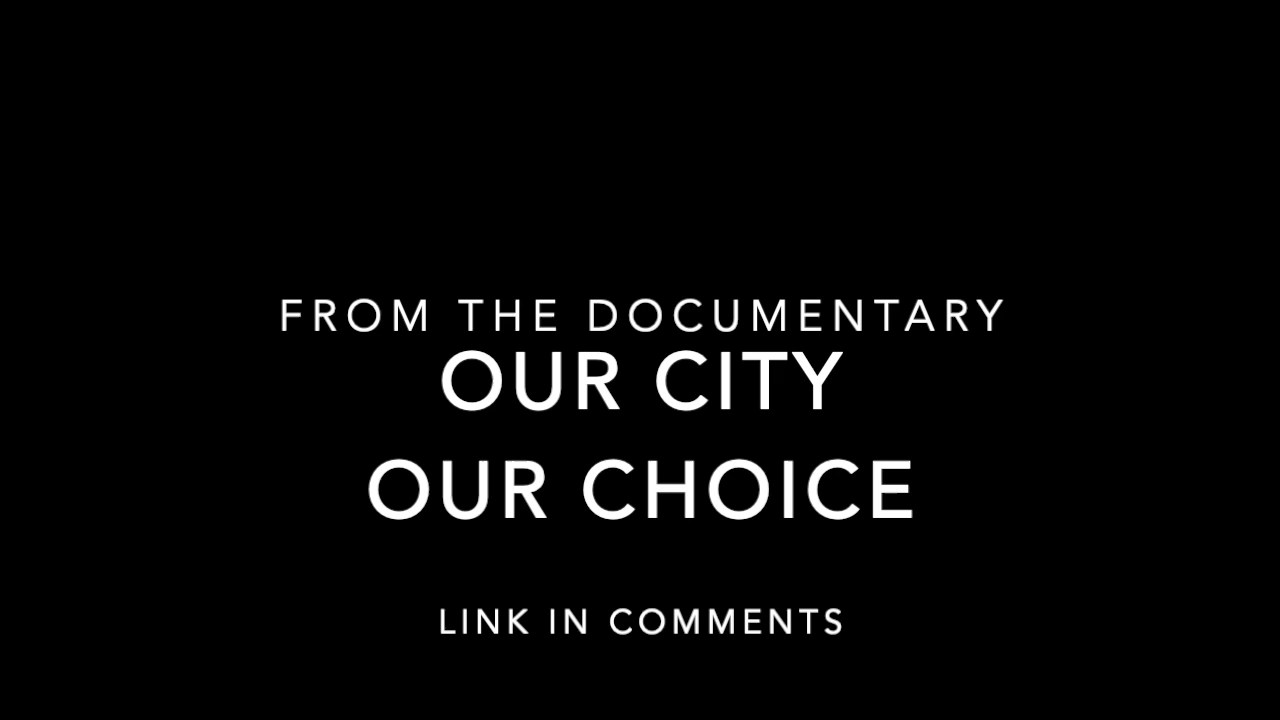 FROM THE DOCUMENTARY
OUR CITY
OUR CHOICE
LINK IN COMMENTS